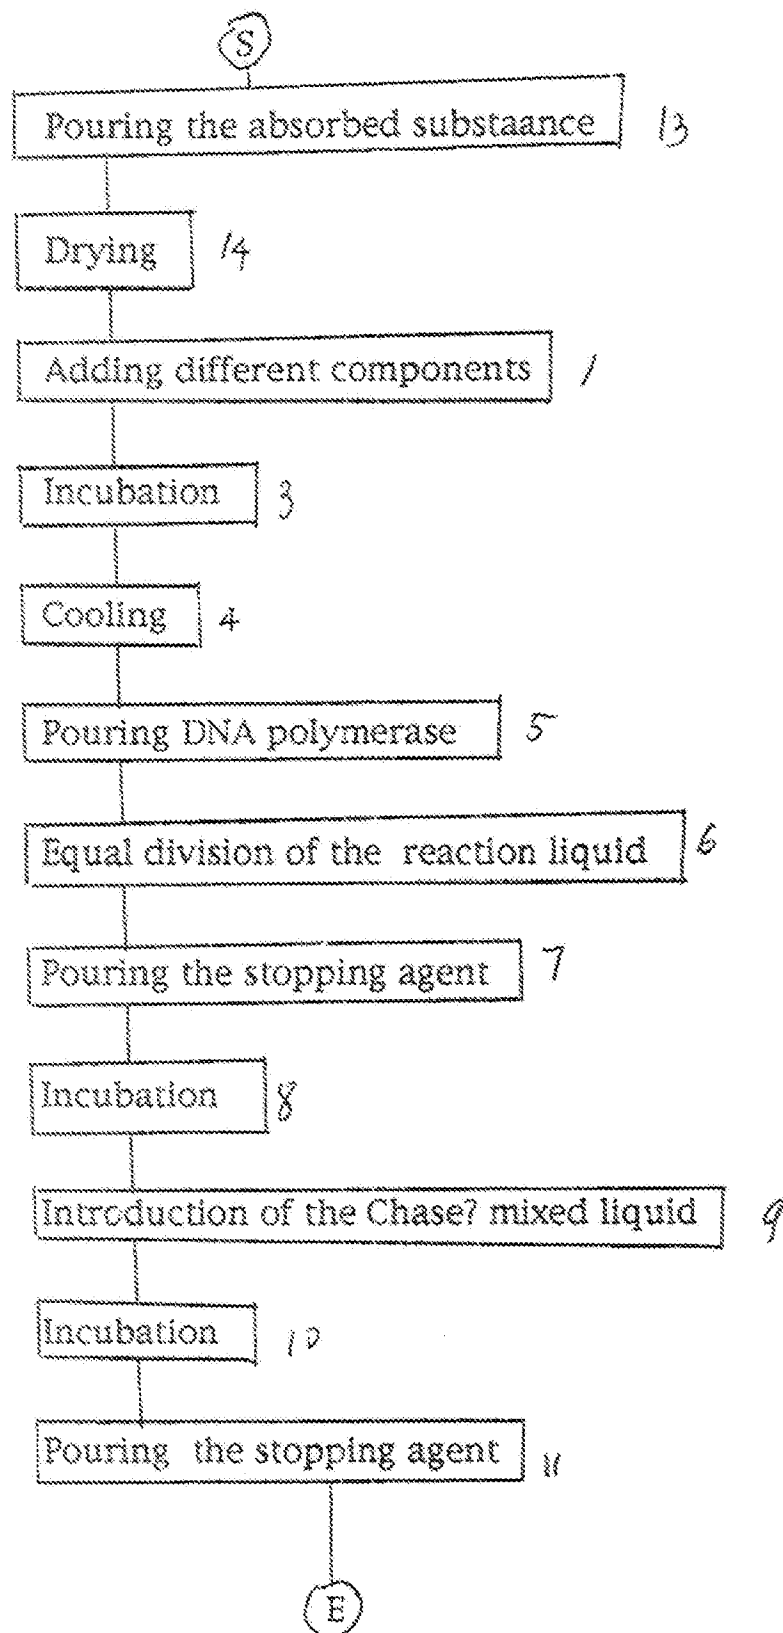 S
Pouring the absorbed substaance 13
Drying 14
Adding different components 1
Incubation 3
Cooling 4
Pouring DNA polymerase 5
Equal division of the reaction liquid 6
Pouring the stopping agent 7
Incubation 8
Introduction of the Chase? mixed liquid 9
Incubation 10
Pouring the stopping agent 11
E